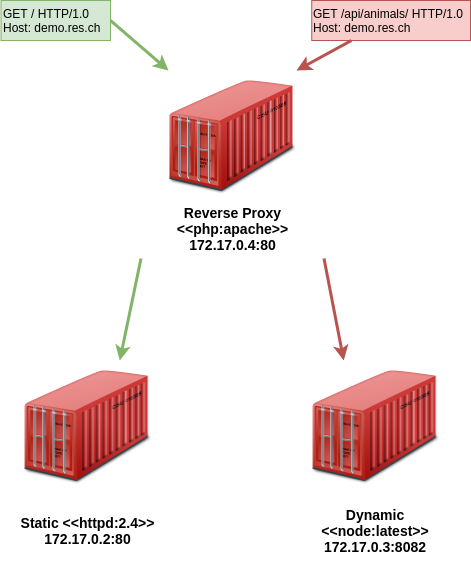 GET / HTTP/1.0
Host: demo.res.ch
GET /api/animals/ HTTP/1.0
Host: demo.res.ch
Reverse Proxy
<<php:apache>>
172.17.0.4:80
Static <<httpd:2.4>>
172.17.0.2:80
Dynamic
<<node:latest>>
172.17.0.3:8082